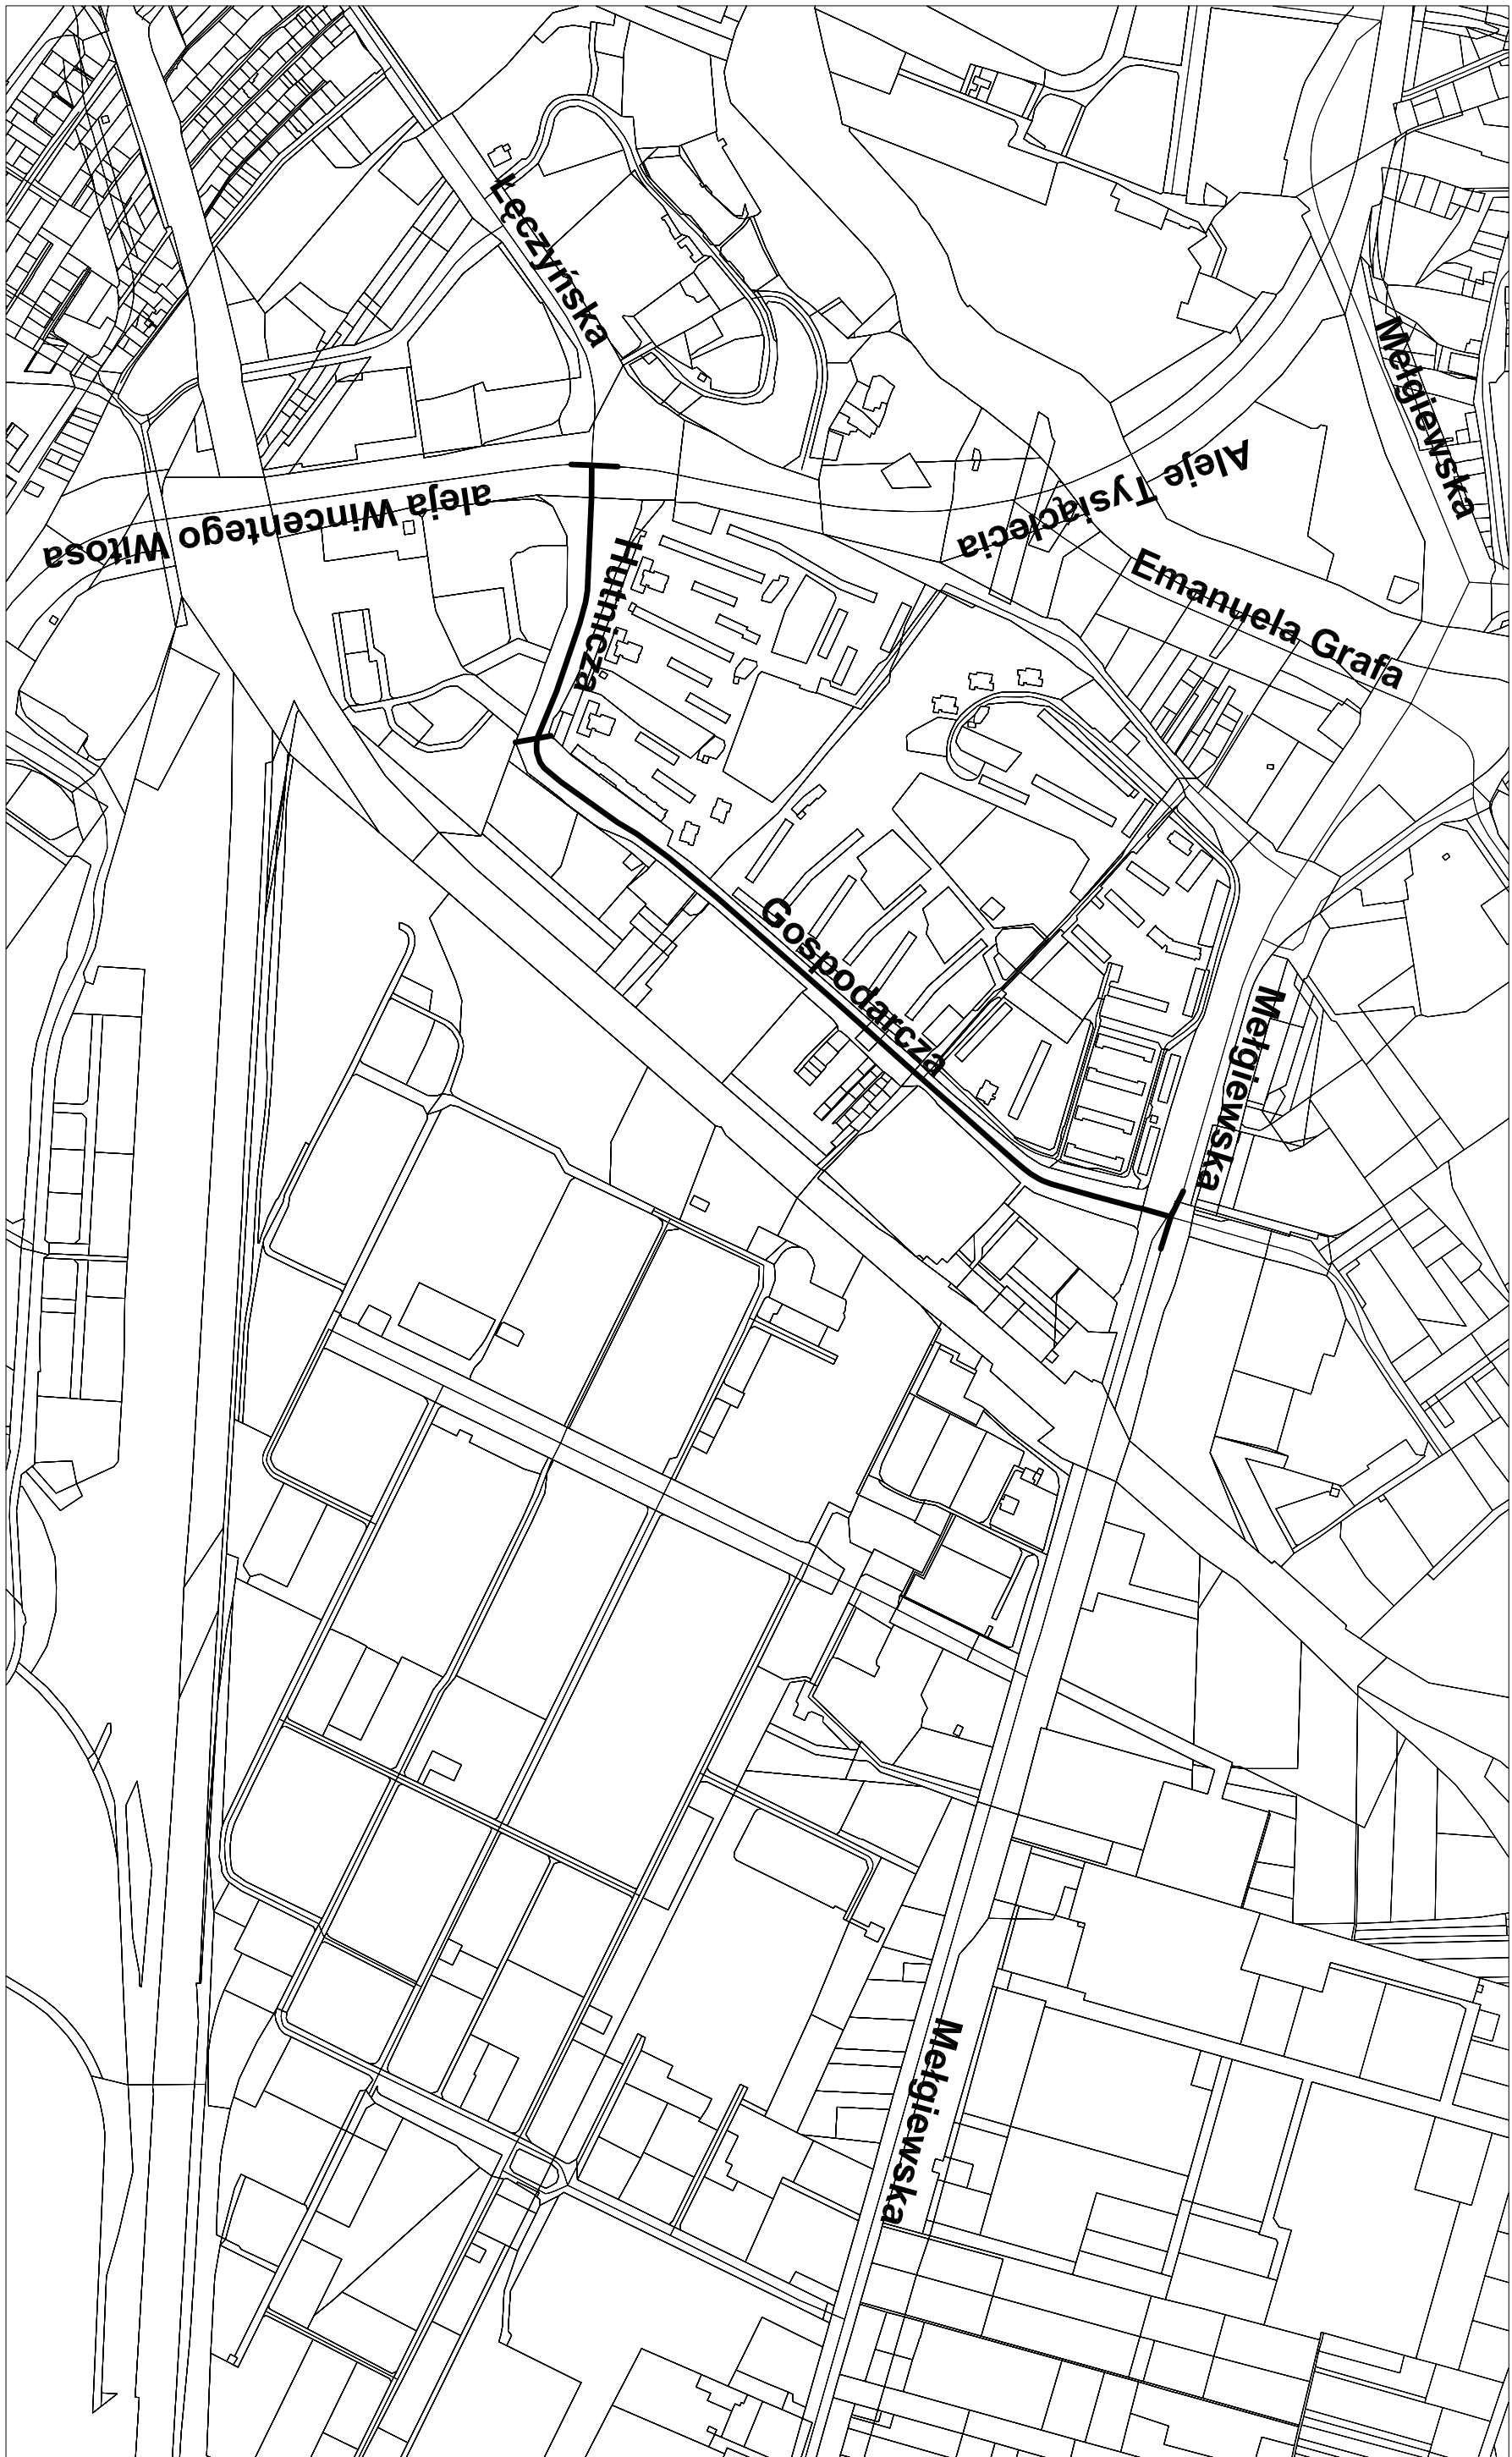 Łęczyńska
Mełgiewska
aleja Wincentego Witosa
Aleje Tysiąclecia
Hutnicza
Emanuela Grafa
Gospodarcza
Mełgiewska
Mełgiewska